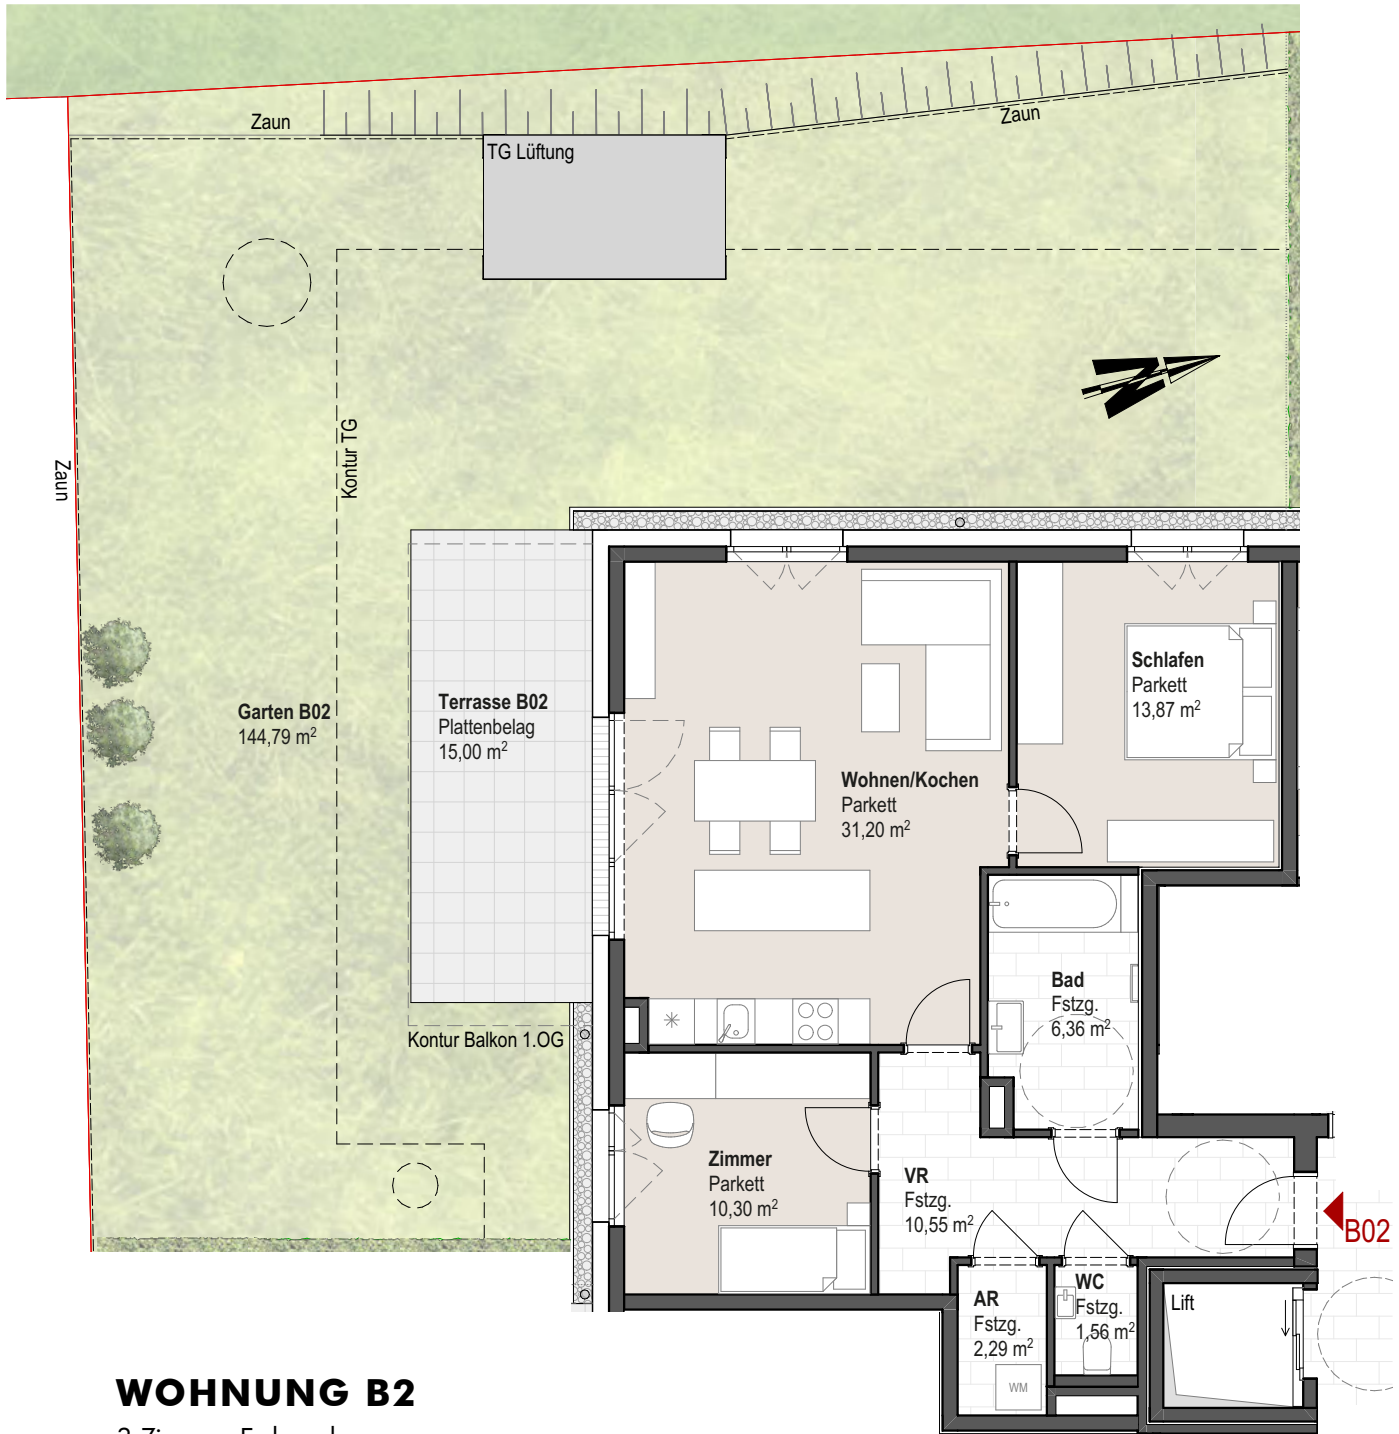 Zaun
Zaun
TG Lüftung
Kontur TG
Zaun
Garten B02
144,79 m²
Terrasse B02
Plattenbelag
15,00 m²
Schlafen
Parkett
13,87 m²
Wohnen/Kochen
Parkett
31,20 m²
Bad
Fstzg.
6,36 m²
Kontur Balkon 1.OG
Zimmer
Parkett
10,30 m²
VR
Fstzg.
10,55 m²
B02
AR
Fstzg.
2,29 m²
WC
Fstzg.
1,56 m²
Lift
WM
WOHNUNG B2